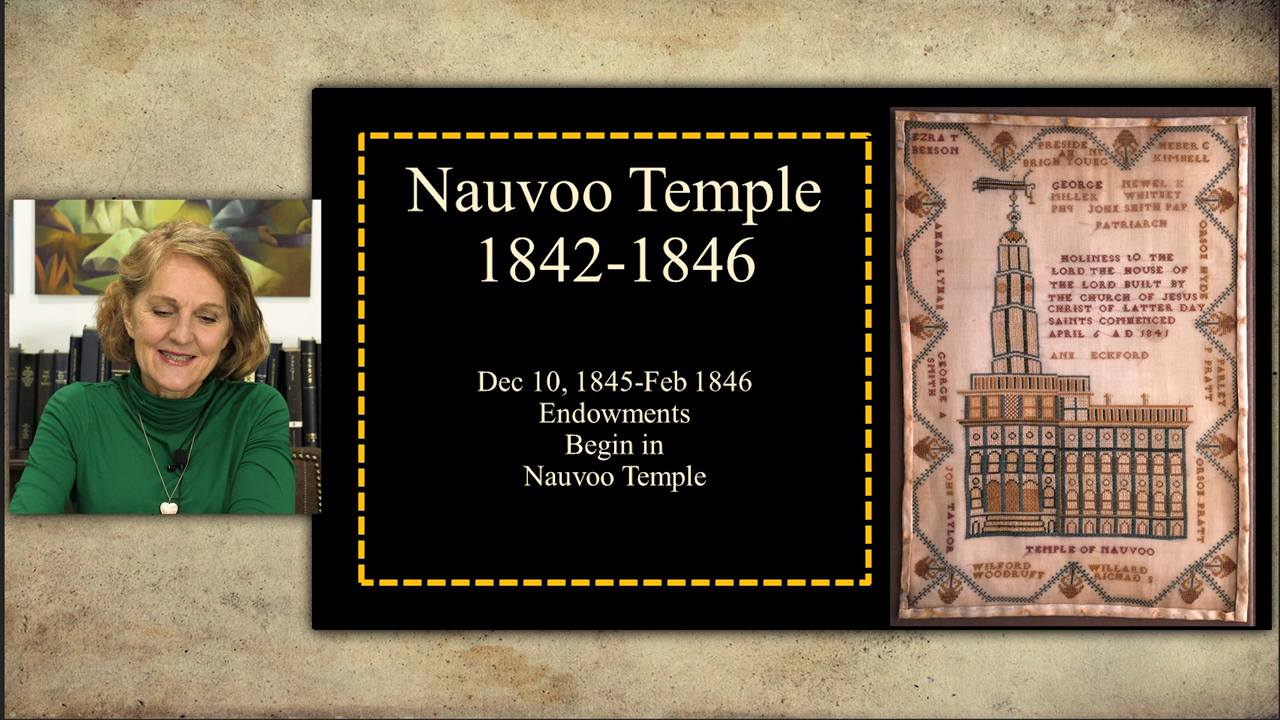 Nauvoo Temple
1842-1846
Dec 10, 1845-Feb 1846
Endowments
Begin in
Nauvoo Temple
EZRA T
BENSON
PRESIDE NT
BRIGH YOUNG
HEBER C
KIMBELL
GEORGE NEWEL K
MILLER WHITNEY
JOHN SMITH PAP
PATRIARCH
AMASA LYMAN
ORSON HYDE
HOLINESS tO THE
LORD THE HOUSE OF
THE LORD BUILT BY
THE CHURCH OF JESUS
CHRIST OF LATTER DAY
SAINTS COMMENCED
APRIL 6 A D 1841
ANN ECKFORD
GEORGE A
SMITH
PARLEY
P PRATT
JOHN TAYLOR
ORSON PRATT
TEMPLE OF NAUVOO
WILFORD
WOODRUFF
WILLARD
RICHAD S